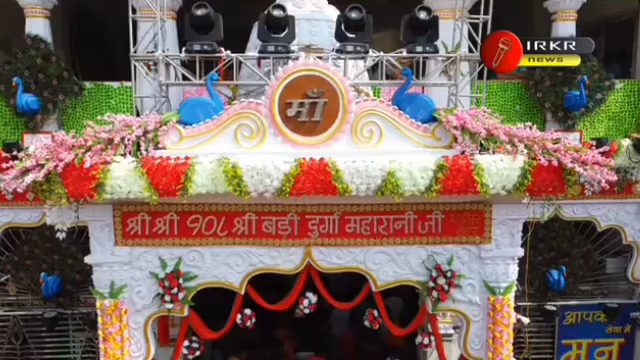 IRKR
news
माँ
श्री श्री १०८ श्री बड़ी दुर्गा महारानी जी
आपके
मन